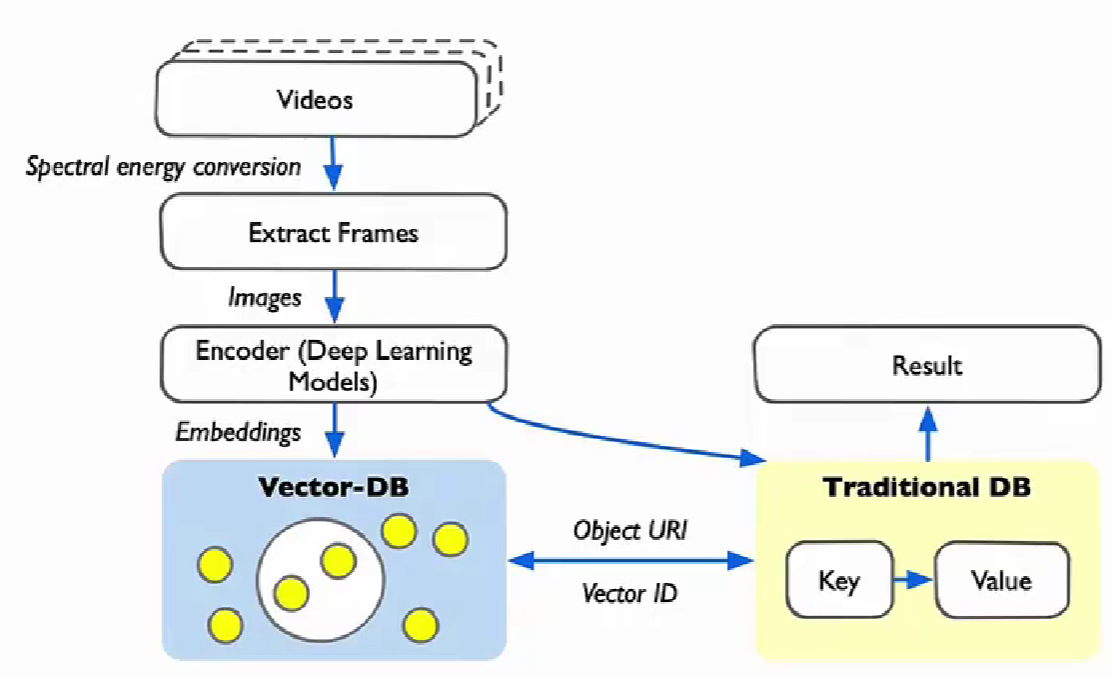 Videos
Spectral energy conversion
Extract Frames
Images
Encoder (Deep Learning
Models)
Result
Embeddings
Vector-DB
Traditional DB
Object URI
Key
Value
Vector ID